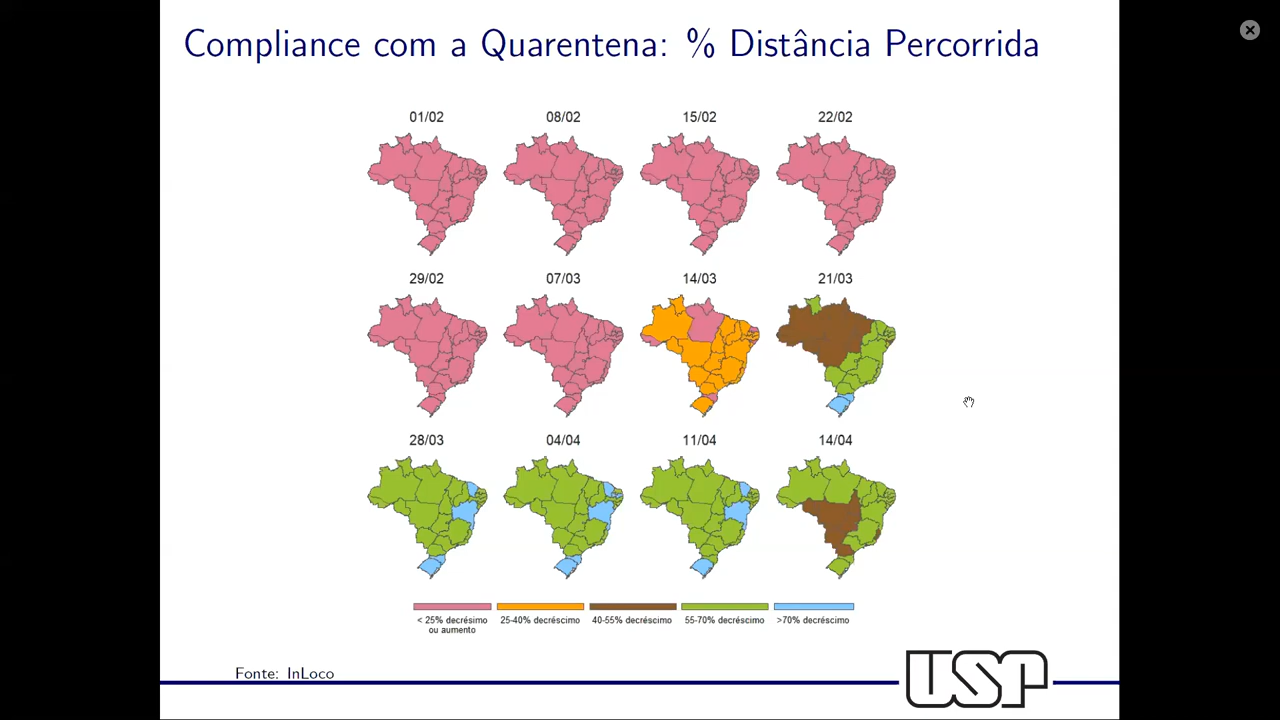 Compliance com a Quarentena: % Distância Percorrida
01/02
08/02
15/02
22/02
29/02
07/03
14/03
21/03
28/03
04/04
11/04
14/04
< 25% decrésimo
ou aumento
25-40% decréscimo
40-55% decréscimo
55-70% decréscimo
>70% decréscimo
Fonte: InLoco
USP